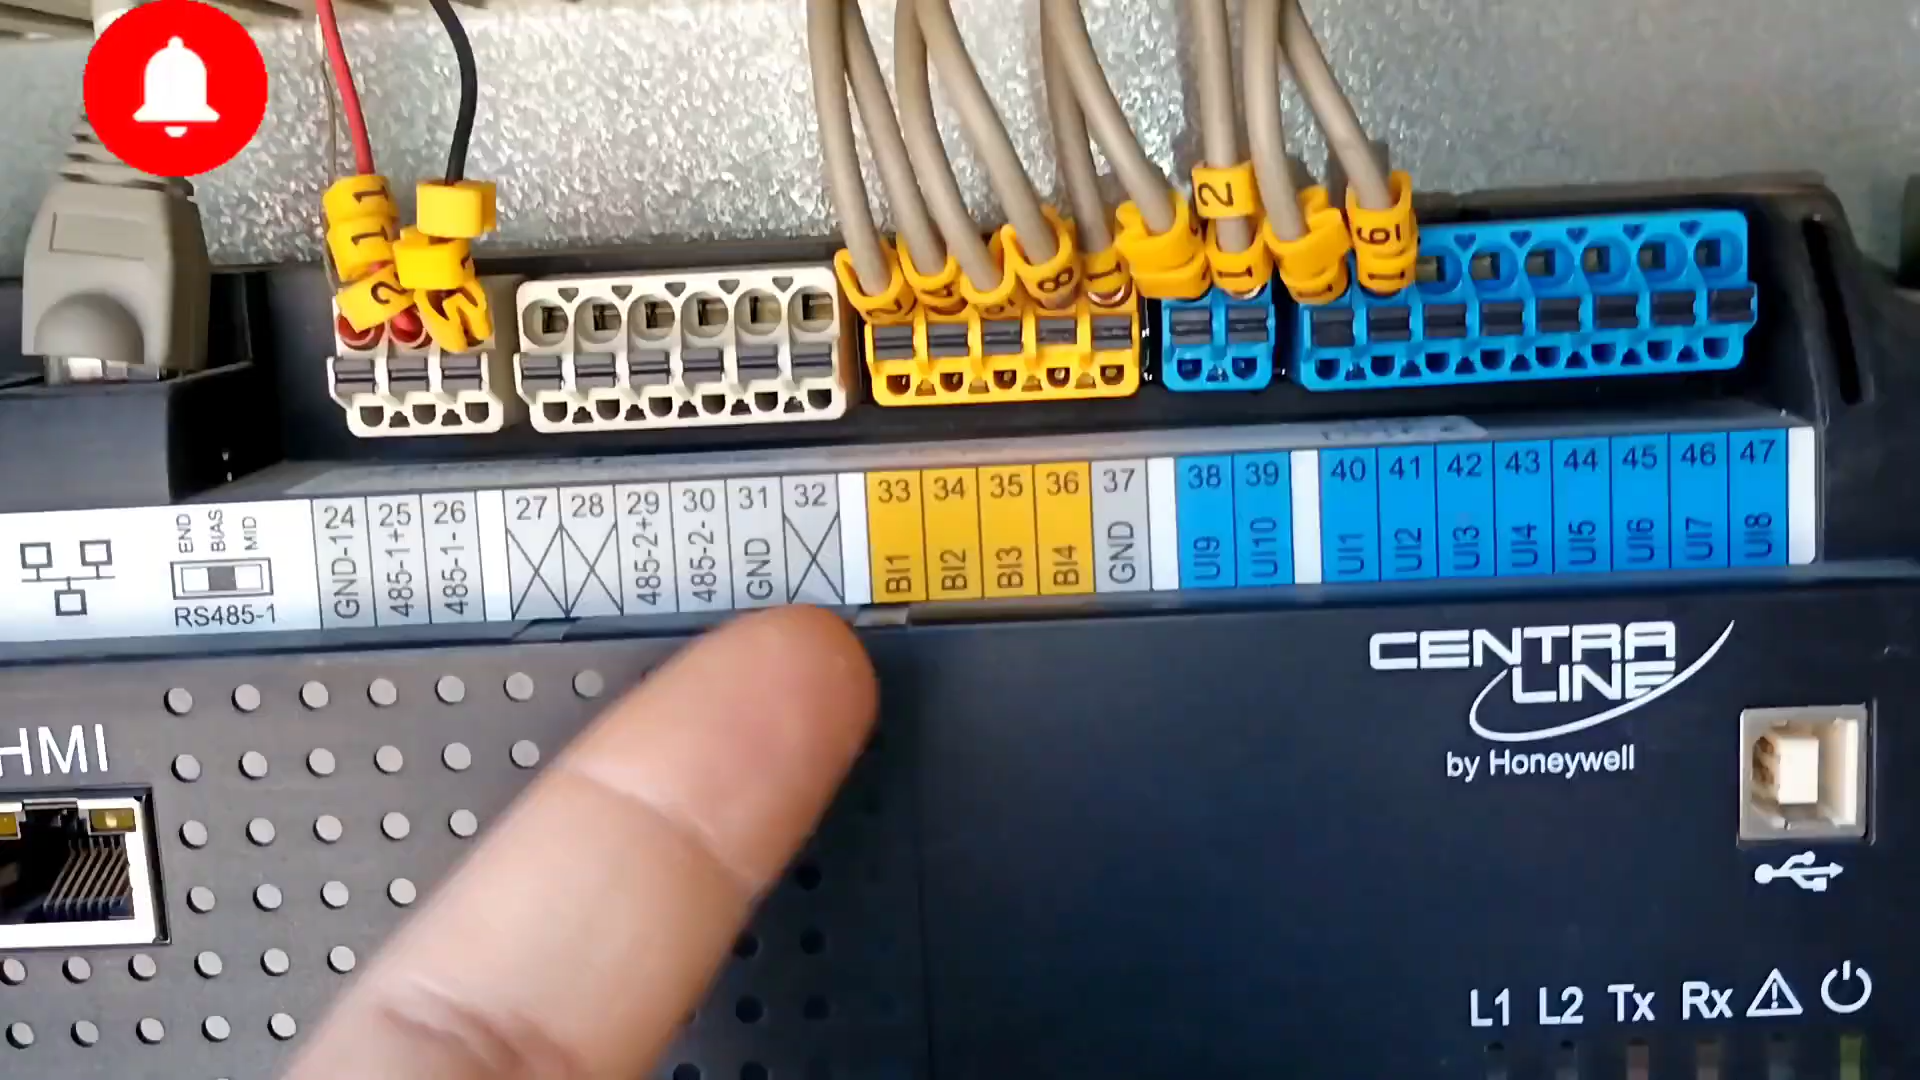 24 25 26 27 28 29 30 31 32 33 34 35 36 37 38 39 40 41 42 43 44 45 46 47
END
BIAS
MID
RS485-1
GND-1
485-1+
485-1-
485-2+
485-2-
GND
BI1
BI2
BI3
BI4
GND
UI9
UI10
UI1
UI2
UI3
UI4
UI5
UI6
UI7
UI8
HMI
CENTRA
LINE
by Honeywell
L1 L2 Tx Rx